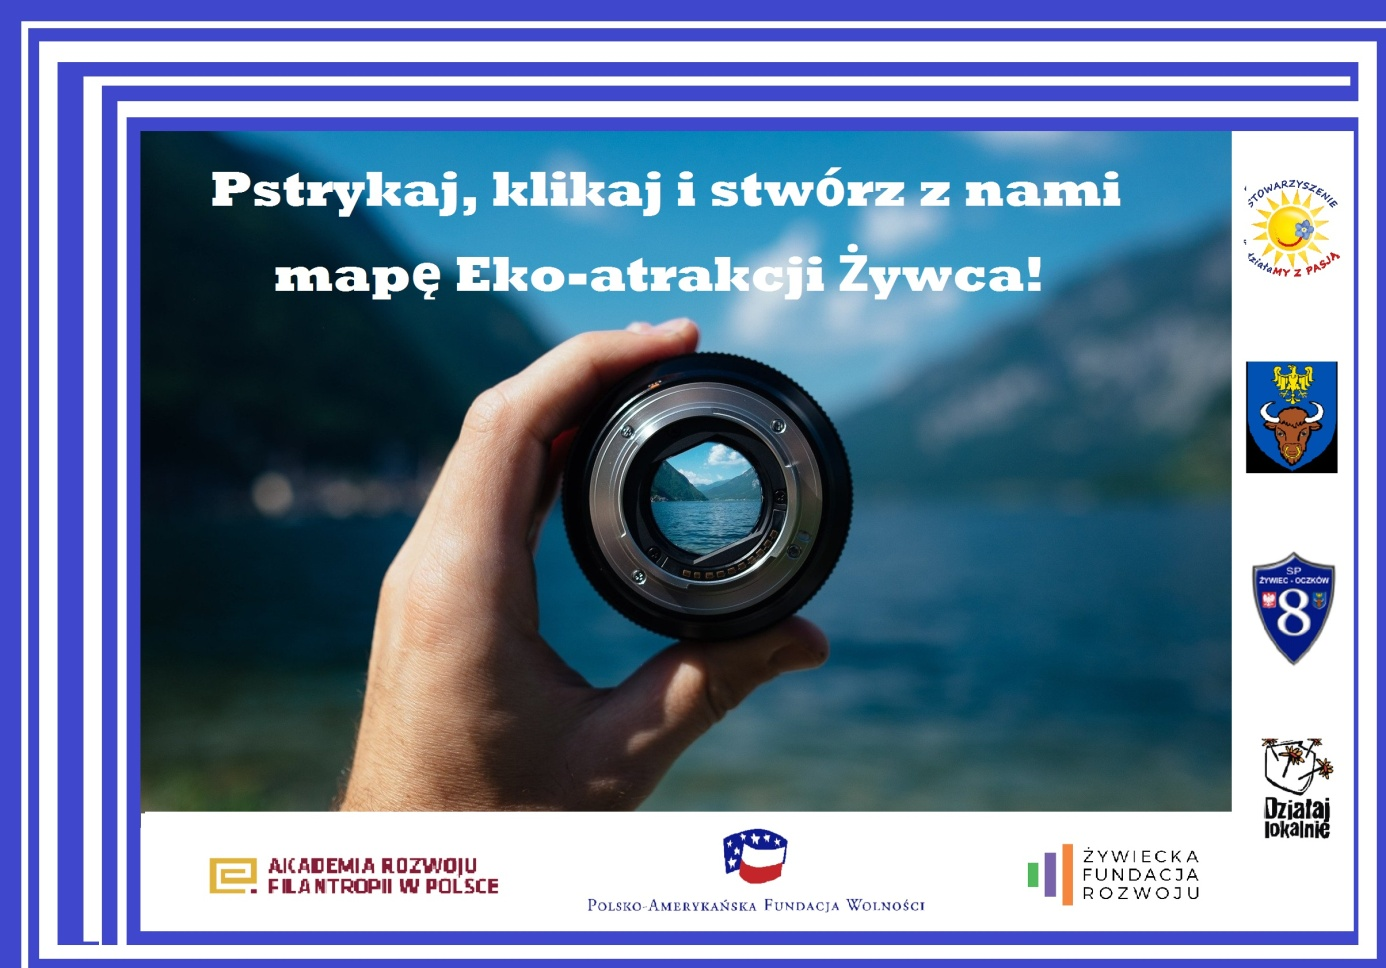 Pstrykaj, klikaj i stwórz z nami
mapę Eko-atrakcji Żywca!
STOWARZYSZENIE
działaMY Z PASJĄ
SP
ŻYWIEC - OCZKÓW
8
Działaj
lokalnie
AKADEMIA ROZWOJU
FILANTROPII W POLSCE
POLSKO-AMERYKAŃSKA FUNDACJA WOLNOŚCI
ŻYWIECKA
FUNDACJA
ROZWOJU